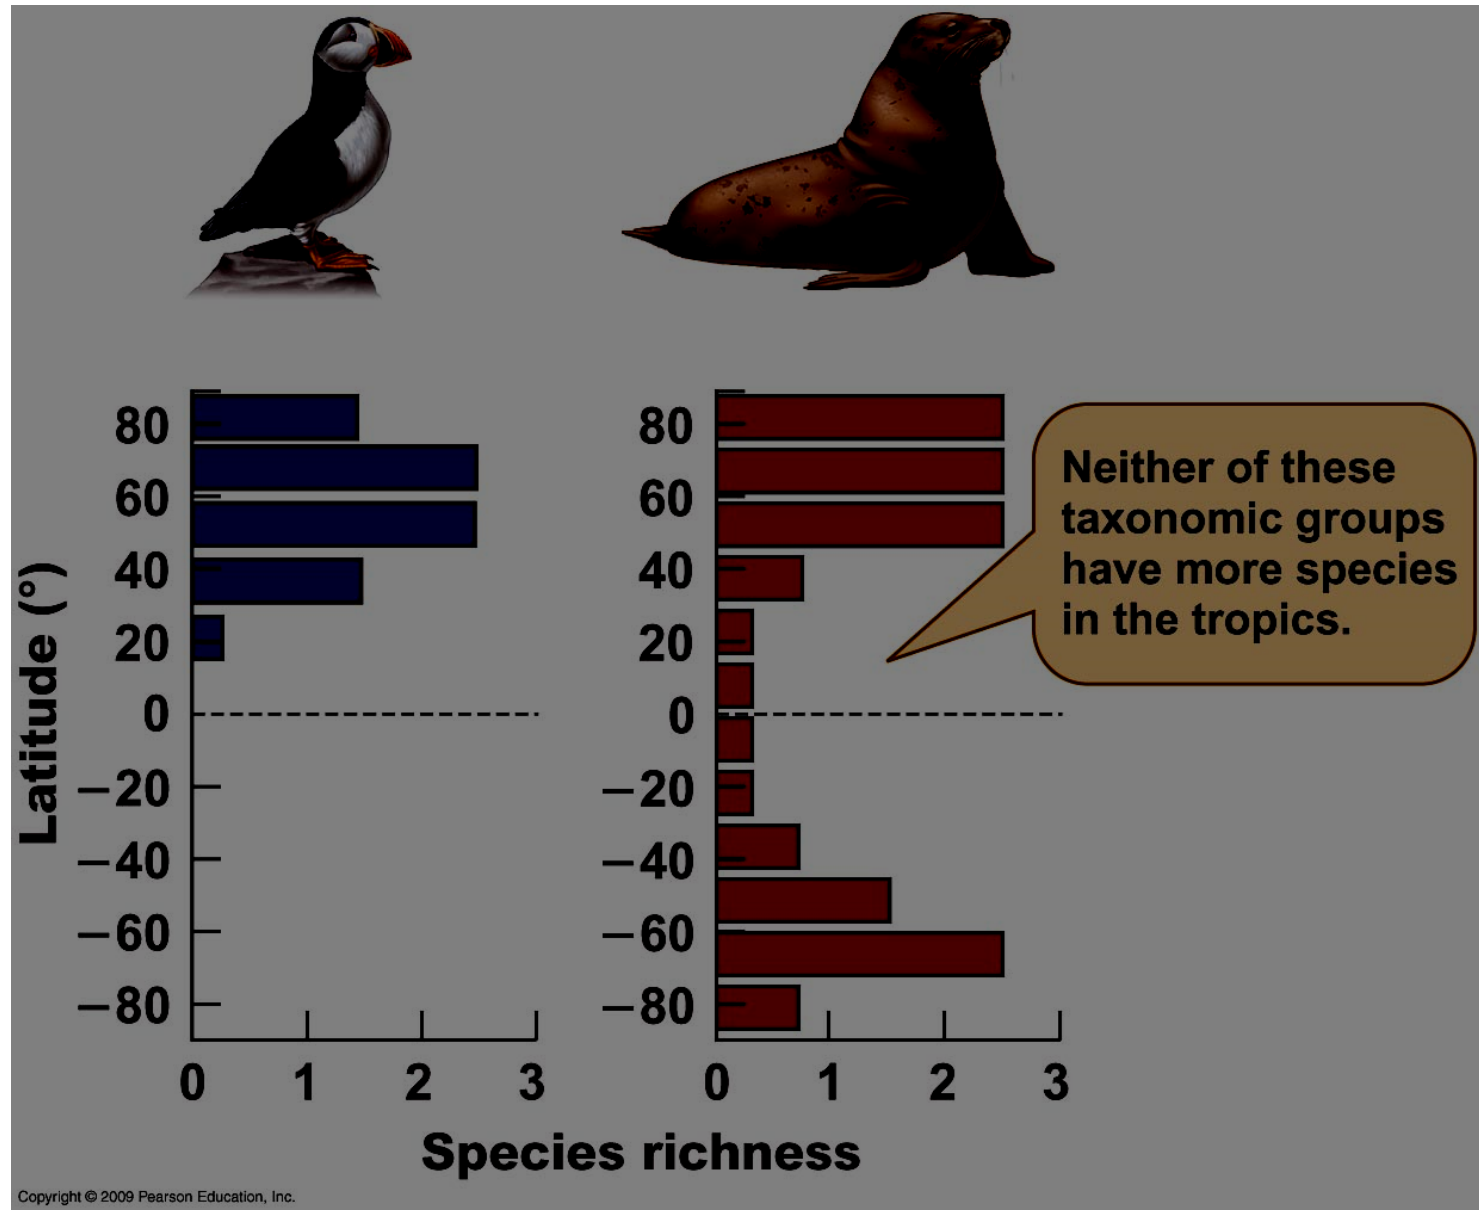 80
60
40
20
0
−20
−40
−60
−80
Latitude (°)
0 1 2 3
80
60
40
20
0
−20
−40
−60
−80
0 1 2 3
Neither of these
taxonomic groups
have more species
in the tropics.
Species richness
Copyright © 2009 Pearson Education, Inc.